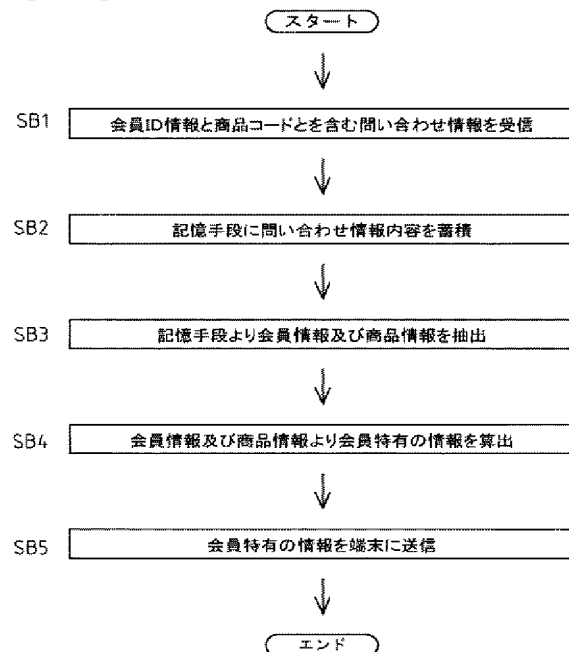 スタート
SB1 会員ID情報と商品コードとを含む問い合わせ情報を受信
SB2 記憶手段に問い合わせ情報内容を蓄積
SB3 記憶手段より会員情報及び商品情報を抽出
SB4 会員情報及び商品情報より会員特有の情報を算出
SB5 会員特有の情報を端末に送信
エンド